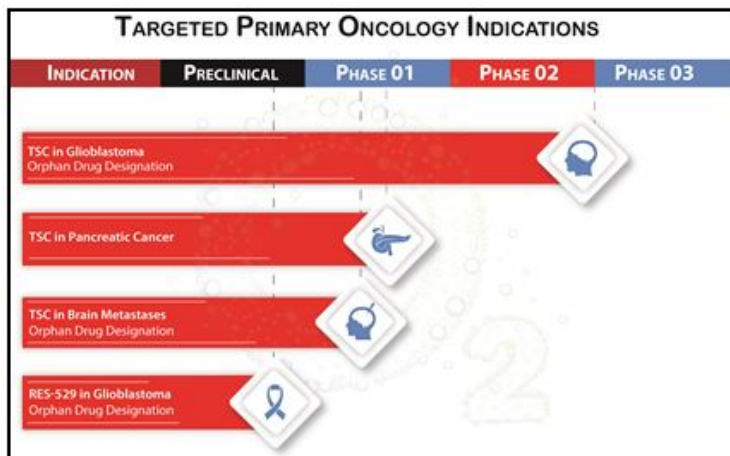 TARGETED PRIMARY ONCOLOGY INDICATIONS
INDICATION PRECLINICAL PHASE 01 PHASE 02 PHASE 03
TSC in Glioblastoma
Orphan Drug Designation
TSC in Pancreatic Cancer
TSC in Brain Metastases
Orphan Drug Designation
RES-529 in Glioblastoma
Orphan Drug Designation
2